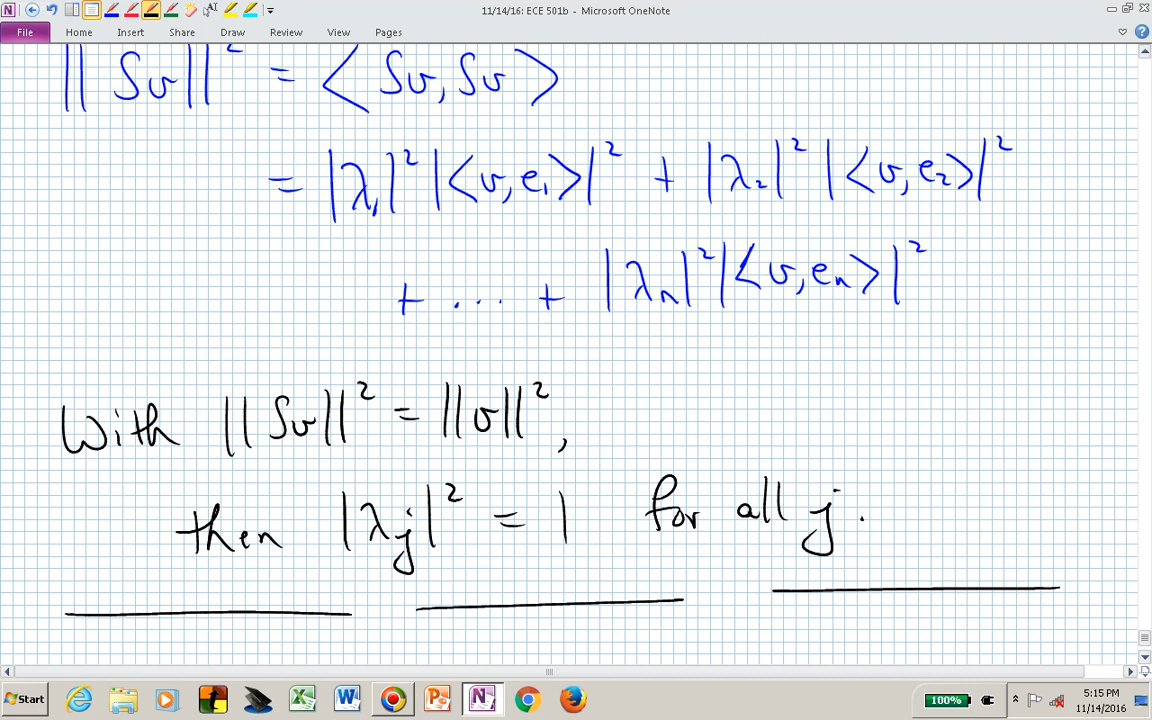 11/14/16: ECE 501b - Microsoft OneNote
File Home Insert Share Draw Review View Pages
|| Sv ||² = < Sv, Sv >
= |λ₁|² |<v, e₁>|² + |λ₂|² |<v, e₂>|²
+ ... + |λₙ|² |<v, eₙ>|²
With || Sv ||² = || v ||²,
then |λⱼ|² = 1 for all j.
Start
100%
5:15 PM
11/14/2016